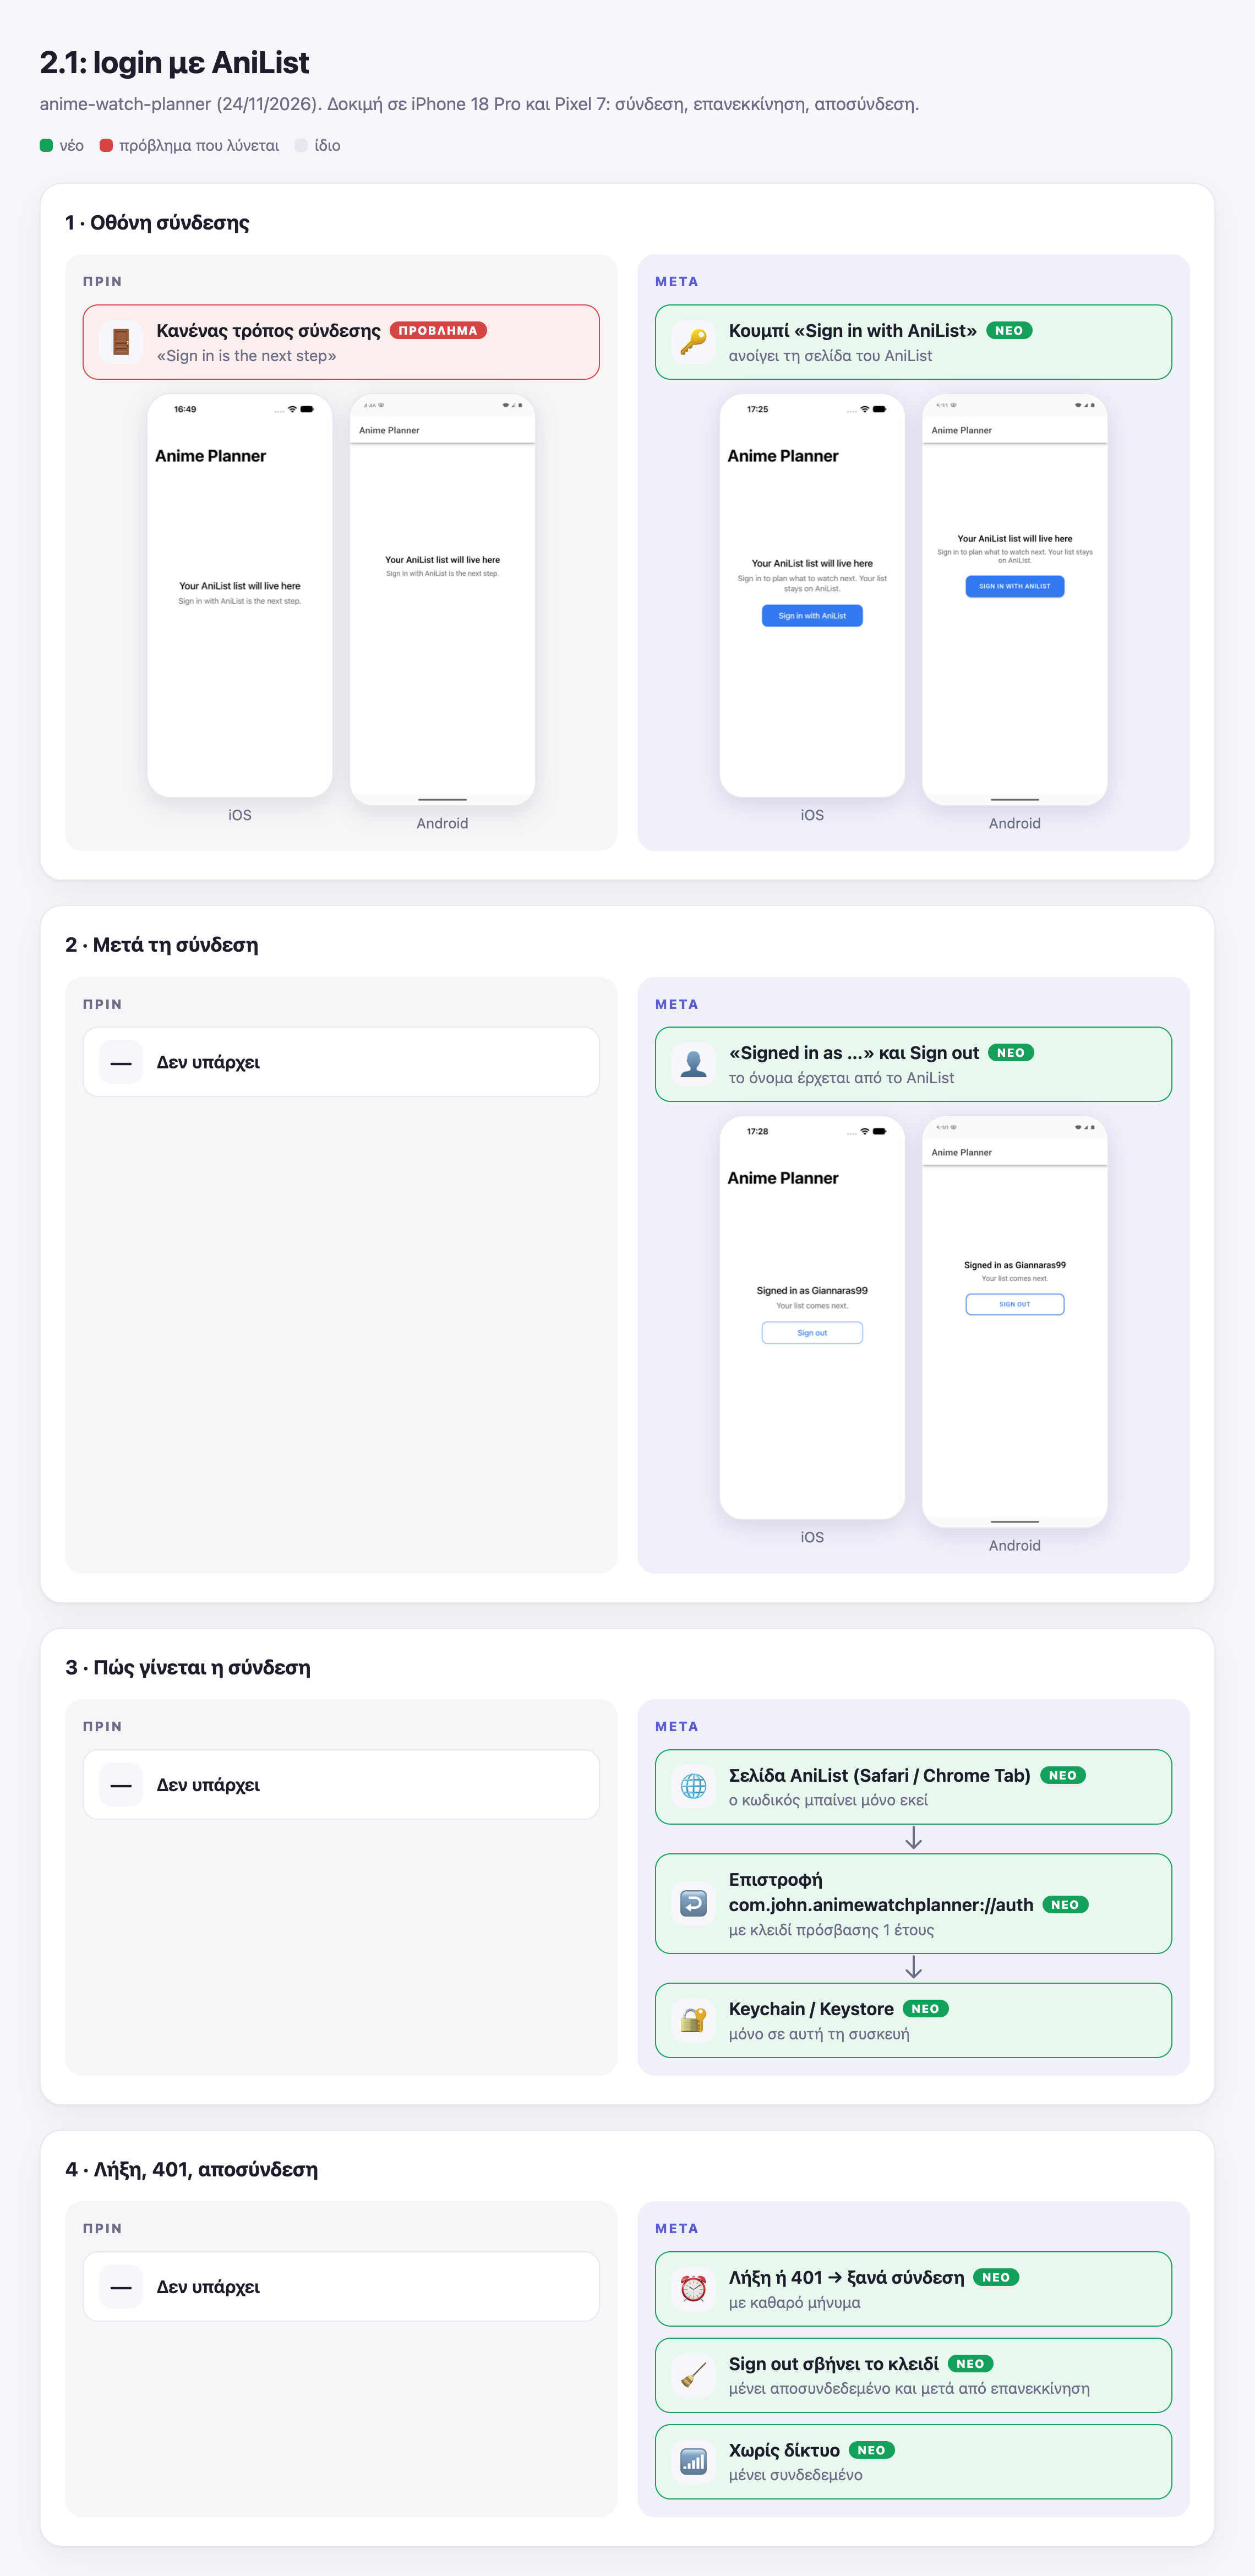 2.1: login με AniList
anime-watch-planner (24/11/2026). Δοκιμή σε iPhone 18 Pro και Pixel 7: σύνδεση, επανεκκίνηση, αποσύνδεση.
νέο
πρόβλημα που λύνεται
ίδιο
1 · Οθόνη σύνδεσης
ΠΡΙΝ
Κανένας τρόπος σύνδεσης
ΠΡΟΒΛΗΜΑ
«Sign in is the next step»
16:49
Anime Planner
Your AniList list will live here
Sign in with AniList is the next step.
iOS
Anime Planner
Your AniList list will live here
Sign in with AniList is the next step.
Android
ΜΕΤΑ
Κουμπί «Sign in with AniList»
ΝΕΟ
ανοίγει τη σελίδα του AniList
17:25
Anime Planner
Your AniList list will live here
Sign in to plan what to watch next. Your list
stays on AniList.
Sign in with AniList
iOS
Anime Planner
Your AniList list will live here
Sign in to plan what to watch next. Your list stays
on AniList.
SIGN IN WITH ANILIST
Android
2 · Μετά τη σύνδεση
ΠΡΙΝ
— Δεν υπάρχει
ΜΕΤΑ
«Signed in as ...» και Sign out
ΝΕΟ
το όνομα έρχεται από το AniList
17:28
Anime Planner
Signed in as Giannaras99
Your list comes next.
Sign out
iOS
Anime Planner
Signed in as Giannaras99
Your list comes next.
SIGN OUT
Android
3 · Πώς γίνεται η σύνδεση
ΠΡΙΝ
— Δεν υπάρχει
ΜΕΤΑ
Σελίδα AniList (Safari / Chrome Tab)
ΝΕΟ
ο κωδικός μπαίνει μόνο εκεί
↓
Επιστροφή
com.john.animewatchplanner://auth
ΝΕΟ
με κλειδί πρόσβασης 1 έτους
↓
Keychain / Keystore
ΝΕΟ
μόνο σε αυτή τη συσκευή
4 · Λήξη, 401, αποσύνδεση
ΠΡΙΝ
— Δεν υπάρχει
ΜΕΤΑ
Λήξη ή 401 → ξανά σύνδεση
ΝΕΟ
με καθαρό μήνυμα
Sign out σβήνει το κλειδί
ΝΕΟ
μένει αποσυνδεδεμένο και μετά από επανεκκίνηση
Χωρίς δίκτυο
ΝΕΟ
μένει συνδεδεμένο